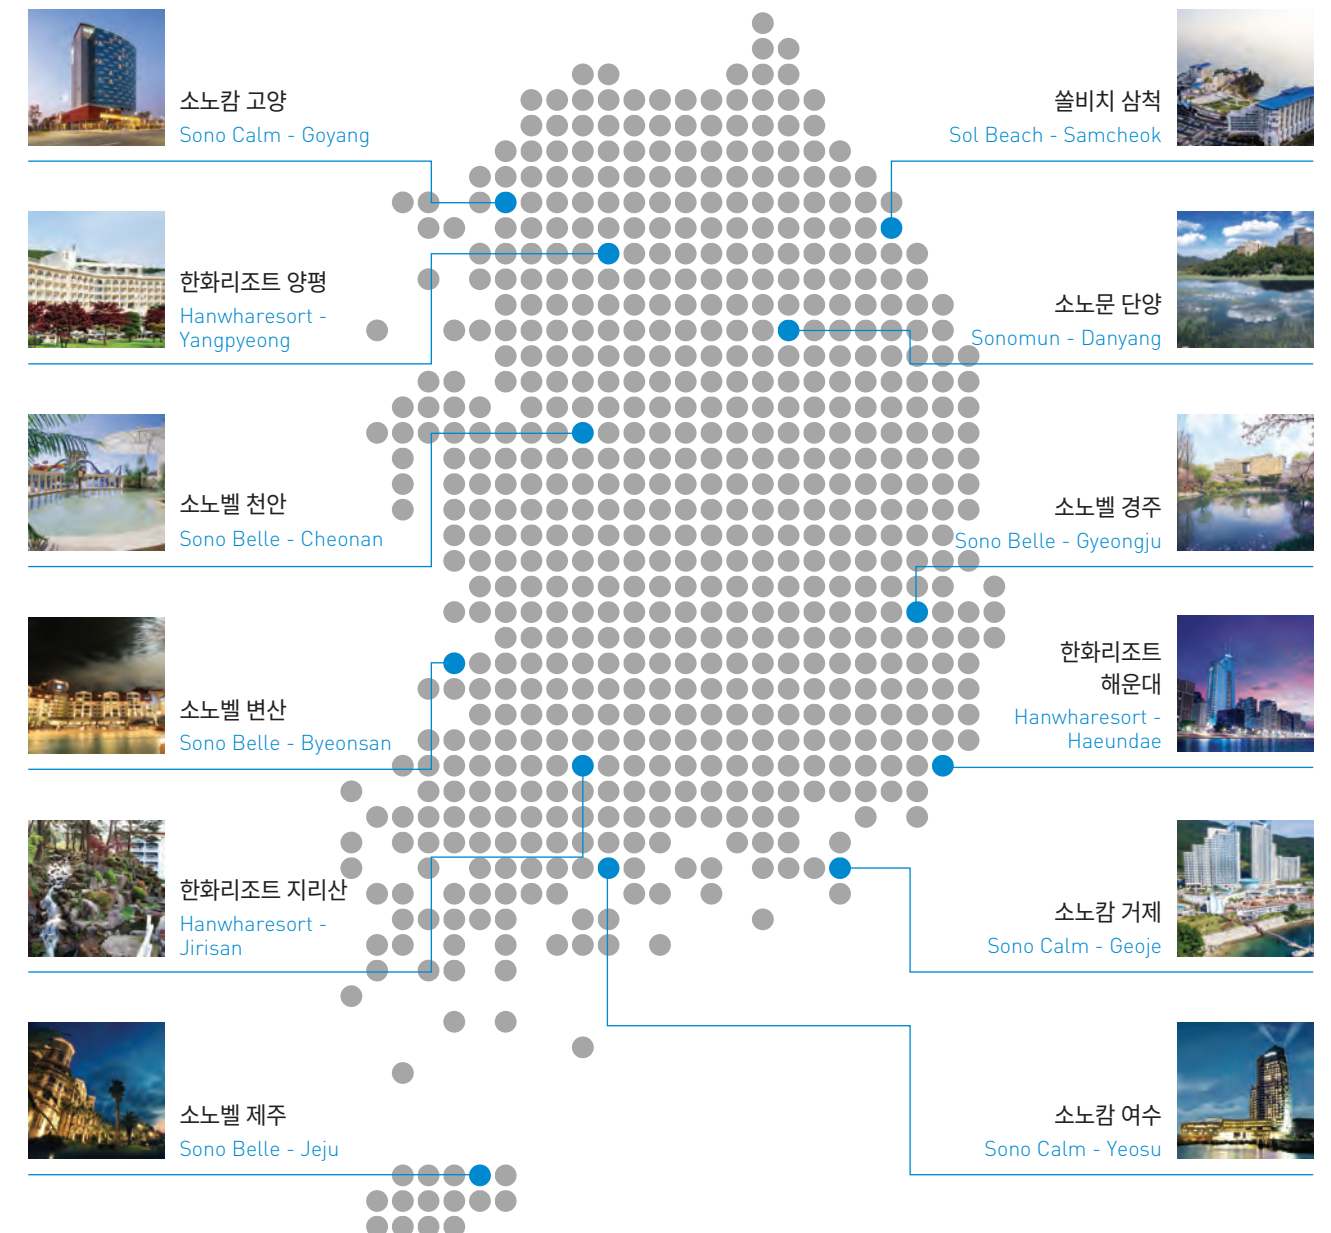 소노캄 고양
Sono Calm - Goyang
쏠비치 삼척
Sol Beach - Samcheok
한화리조트 양평
Hanwharesort -
Yangpyeong
소노문 단양
Sonomun - Danyang
소노벨 천안
Sono Belle - Cheonan
소노벨 경주
Sono Belle - Gyeongju
소노벨 변산
Sono Belle - Byeonsan
한화리조트
해운대
Hanwharesort -
Haeundae
한화리조트 지리산
Hanwharesort -
Jirisan
소노캄 거제
Sono Calm - Geoje
소노벨 제주
Sono Belle - Jeju
소노캄 여수
Sono Calm - Yeosu